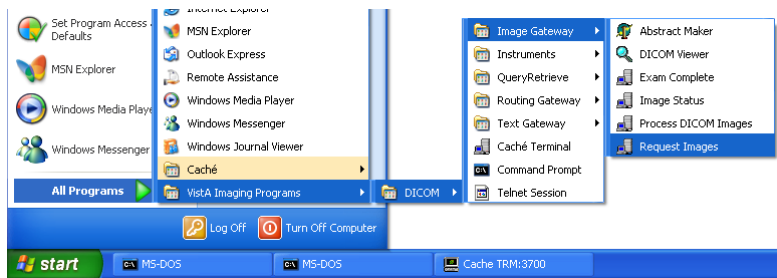 Set Program Access
Defaults
MSN Explorer
Windows Media Playe
Windows Messenger
All Programs
Internet Explorer
MSN Explorer
Outlook Express
Remote Assistance
Windows Media Player
Windows Messenger
Windows Journal Viewer
Caché
VistA Imaging Programs
DICOM
Image Gateway
Instruments
QueryRetrieve
Routing Gateway
Text Gateway
Caché Terminal
Command Prompt
Telnet Session
Abstract Maker
DICOM Viewer
Exam Complete
Image Status
Process DICOM Images
Request Images
Log Off
Turn Off Computer
start
MS-DOS
MS-DOS
Cache TRM:3700